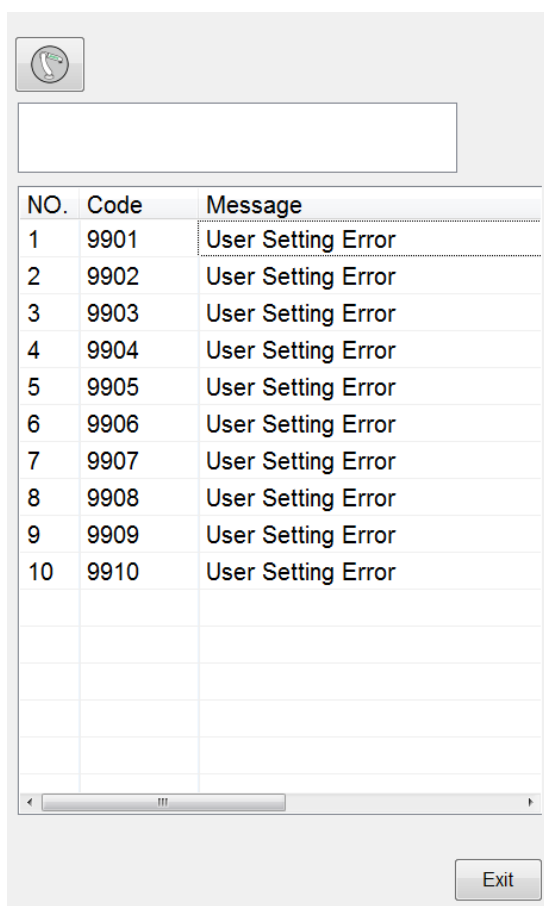 NO. Code Message
1 9901 User Setting Error
2 9902 User Setting Error
3 9903 User Setting Error
4 9904 User Setting Error
5 9905 User Setting Error
6 9906 User Setting Error
7 9907 User Setting Error
8 9908 User Setting Error
9 9909 User Setting Error
10 9910 User Setting Error
Exit